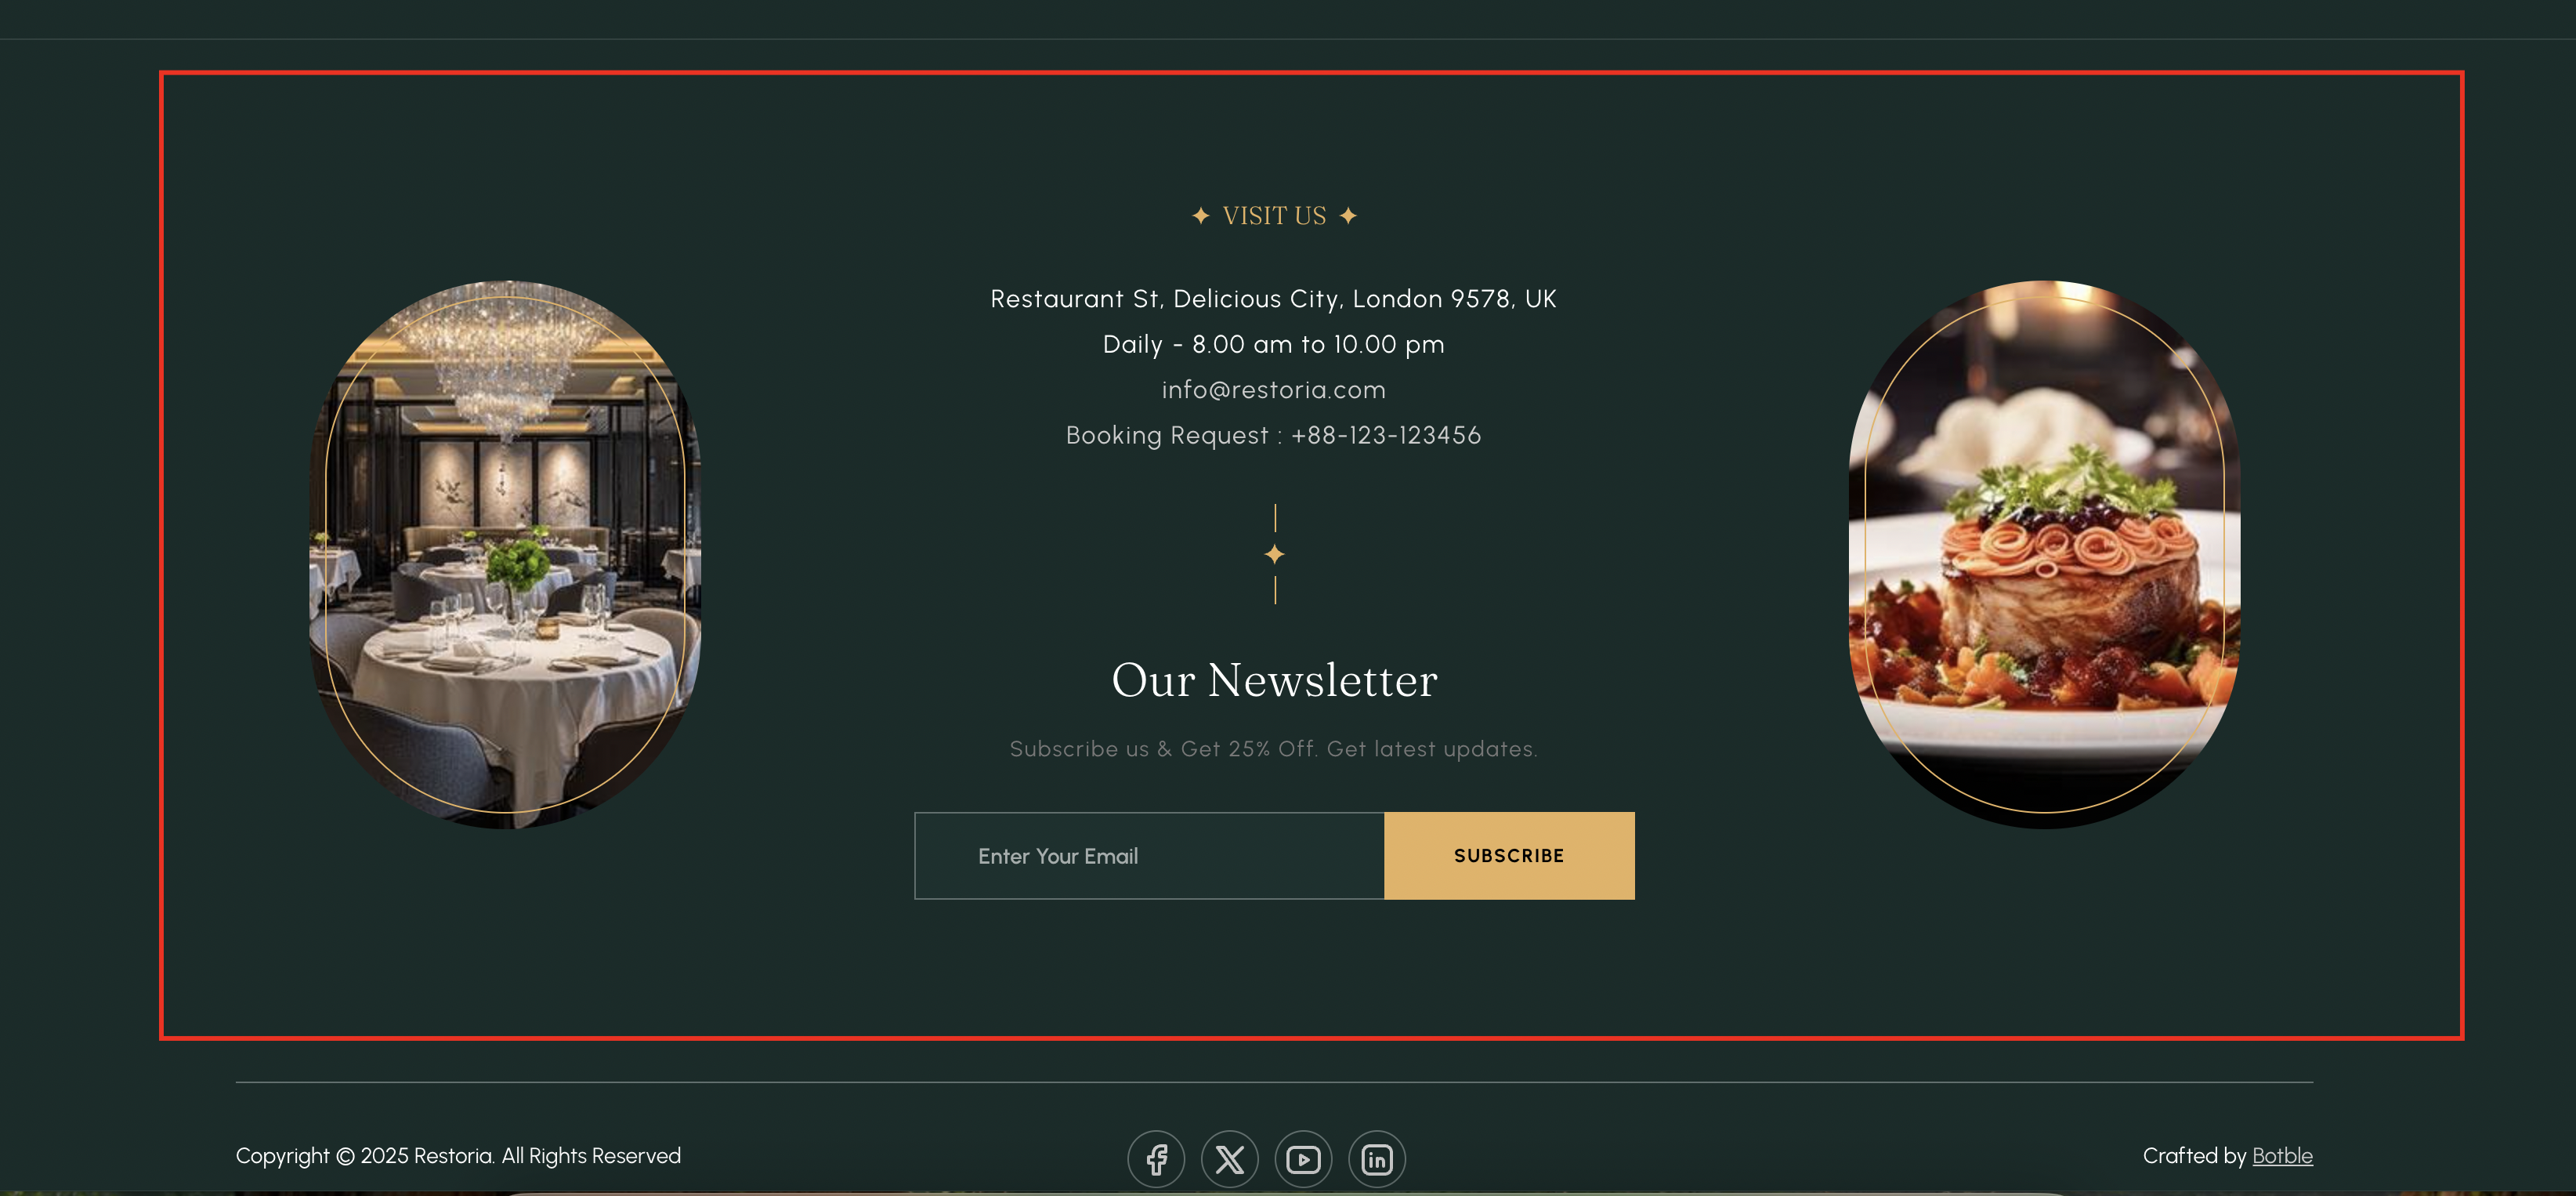 VISIT US
Restaurant St, Delicious City, London 9578, UK
Daily - 8.00 am to 10.00 pm
info@restoria.com
Booking Request : +88-123-123456
Our Newsletter
Subscribe us & Get 25% Off. Get latest updates.
Enter Your Email
SUBSCRIBE
Copyright © 2025 Restoria. All Rights Reserved
Crafted by Botble